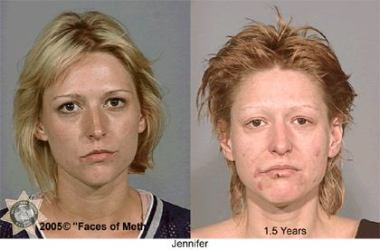 2005© "Faces of Meth
1.5 Years
Jennifer